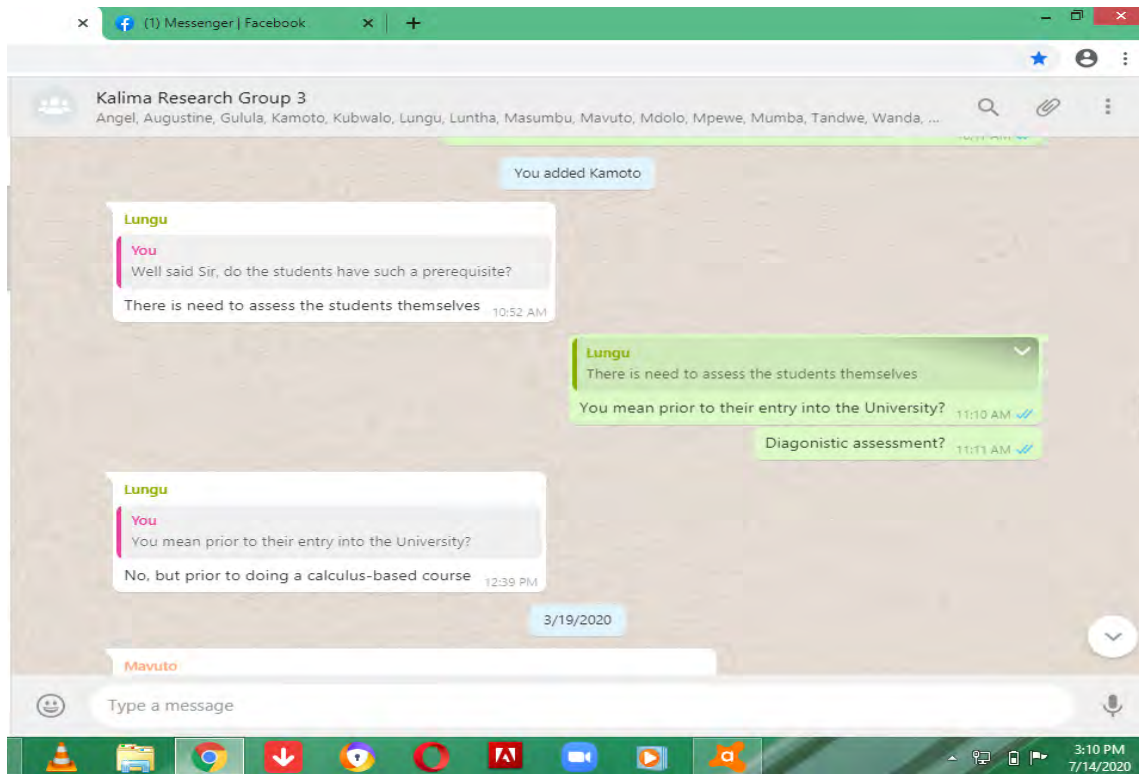 (1) Messenger | Facebook
Kalima Research Group 3
Angel, Augustine, Gulula, Kamoto, Kubwalo, Lungu, Luntha, Masumbu, Mavuto, Mdolo, Mpewe, Mumba, Tandwe, Wanda, ...
You added Kamoto
Lungu
You
Well said Sir, do the students have such a prerequisite?
There is need to assess the students themselves 10:52 AM
Lungu
There is need to assess the students themselves
You mean prior to their entry into the University? 11:10 AM
Diagonistic assessment? 11:11 AM
Lungu
You
You mean prior to their entry into the University?
No, but prior to doing a calculus-based course 12:39 PM
3/19/2020
Mavuto
Type a message
3:10 PM
7/14/2020